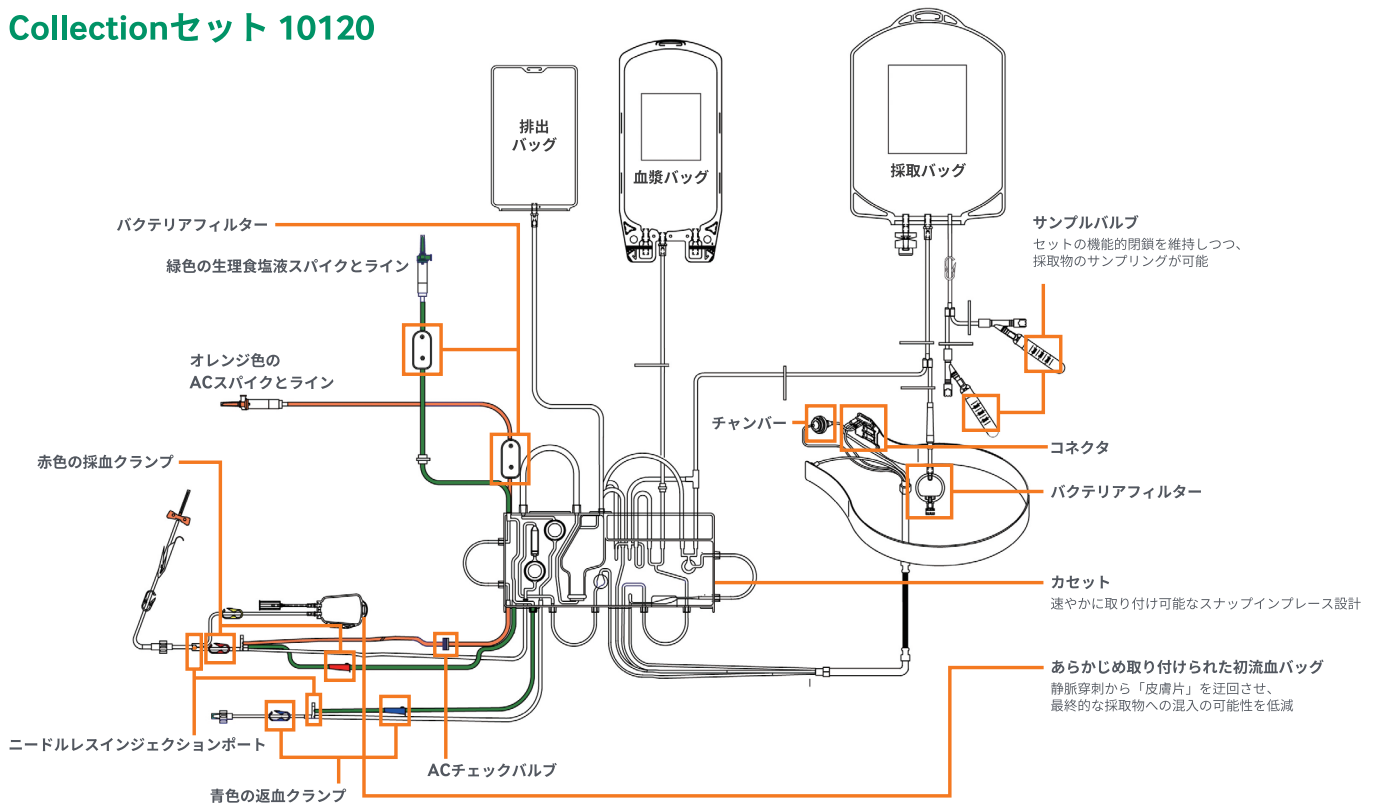 Collectionセット 10120
排出
バッグ
血漿バッグ
採取バッグ
バクテリアフィルター
緑色の生理食塩液スパイクとライン
サンプルバルブ
セットの機能的閉鎖を維持しつつ、
採取物のサンプリングが可能
オレンジ色の
ACスパイクとライン
チャンバー
コネクタ
赤色の採血クランプ
バクテリアフィルター
カセット
速やかに取り付け可能なスナップインプレース設計
あらかじめ取り付けられた初流血バッグ
静脈穿刺から「皮膚片」を迂回させ、
最終的な採取物への混入の可能性を低減
ニードルレスインジェクションポート
ACチェックバルブ
青色の返血クランプ